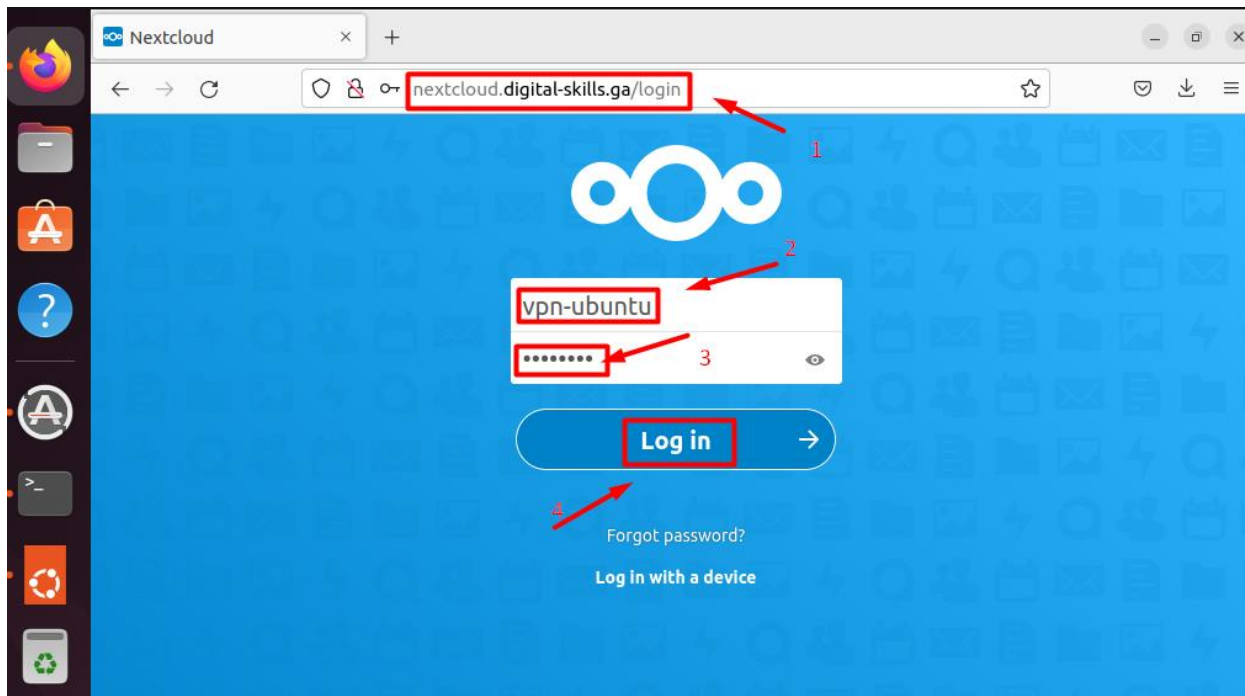 Nextcloud
nextcloud.digital-skills.ga/login
1
2
vpn-ubuntu
••••••••
3
Log in
4
Forgot password?
Log in with a device